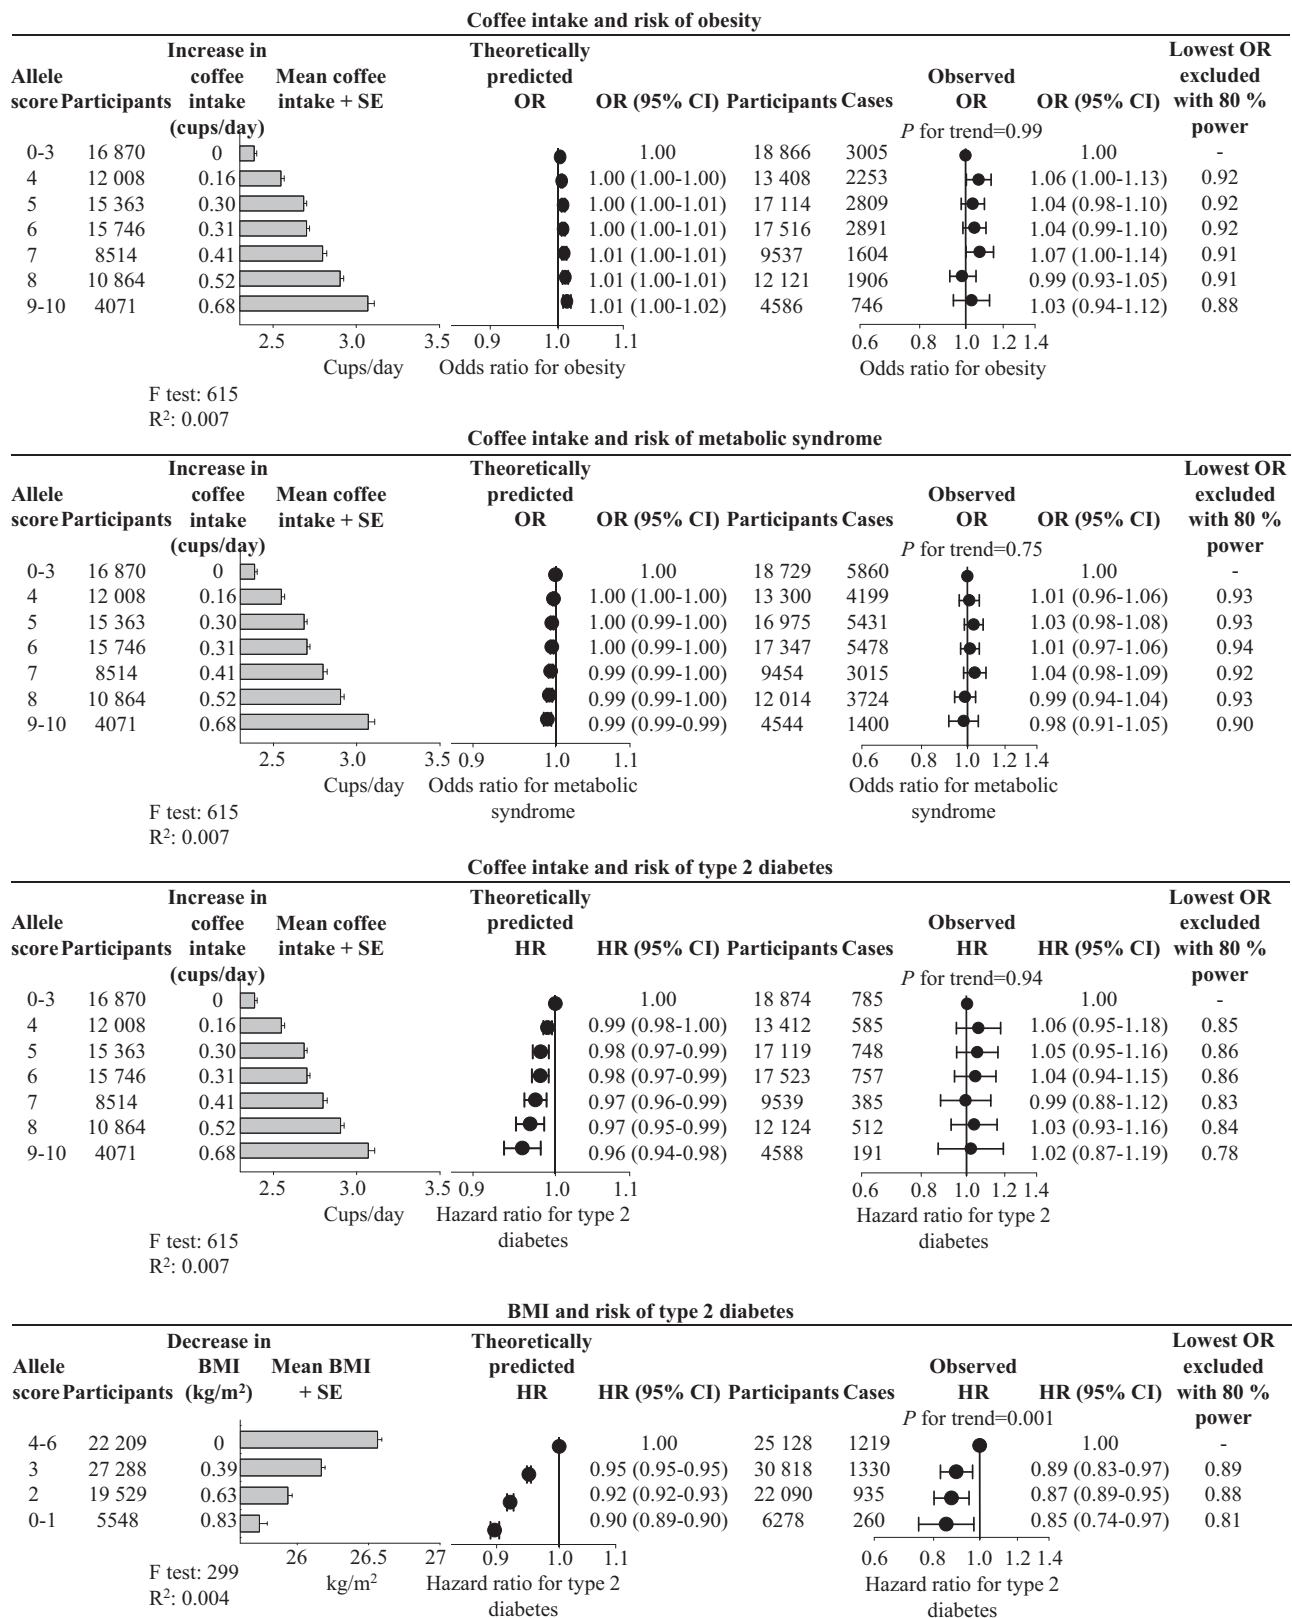 Coffee intake and risk of obesity
Allele score Participants Increase in coffee intake (cups/day) Mean coffee intake + SE Theoretically predicted OR OR (95% CI) Participants Cases Observed OR OR (95% CI) Lowest OR excluded with 80 % power
P for trend=0.99
0-3 16 870 0 1.00 18 866 3005 1.00 -
4 12 008 0.16 1.00 (1.00-1.00) 13 408 2253 1.06 (1.00-1.13) 0.92
5 15 363 0.30 1.00 (1.00-1.01) 17 114 2809 1.04 (0.98-1.10) 0.92
6 15 746 0.31 1.00 (1.00-1.01) 17 516 2891 1.04 (0.99-1.10) 0.92
7 8514 0.41 1.01 (1.00-1.01) 9537 1604 1.07 (1.00-1.14) 0.91
8 10 864 0.52 1.01 (1.00-1.01) 12 121 1906 0.99 (0.93-1.05) 0.91
9-10 4071 0.68 1.01 (1.00-1.02) 4586 746 1.03 (0.94-1.12) 0.88
2.5 3.0 3.5 0.9 1.0 1.1 0.6 0.8 1.0 1.2 1.4
Cups/day Odds ratio for obesity Odds ratio for obesity
F test: 615
R²: 0.007
Coffee intake and risk of metabolic syndrome
Allele score Participants Increase in coffee intake (cups/day) Mean coffee intake + SE Theoretically predicted OR OR (95% CI) Participants Cases Observed OR OR (95% CI) Lowest OR excluded with 80 % power
P for trend=0.75
0-3 16 870 0 1.00 18 729 5860 1.00 -
4 12 008 0.16 1.00 (1.00-1.00) 13 300 4199 1.01 (0.96-1.06) 0.93
5 15 363 0.30 1.00 (0.99-1.00) 16 975 5431 1.03 (0.98-1.08) 0.93
6 15 746 0.31 1.00 (0.99-1.00) 17 347 5478 1.01 (0.97-1.06) 0.94
7 8514 0.41 0.99 (0.99-1.00) 9454 3015 1.04 (0.98-1.09) 0.92
8 10 864 0.52 0.99 (0.99-1.00) 12 014 3724 0.99 (0.94-1.04) 0.93
9-10 4071 0.68 0.99 (0.99-0.99) 4544 1400 0.98 (0.91-1.05) 0.90
2.5 3.0 3.5 0.9 1.0 1.1 0.6 0.8 1.0 1.2 1.4
Cups/day Odds ratio for metabolic syndrome Odds ratio for metabolic syndrome
F test: 615
R²: 0.007
Coffee intake and risk of type 2 diabetes
Allele score Participants Increase in coffee intake (cups/day) Mean coffee intake + SE Theoretically predicted HR HR (95% CI) Participants Cases Observed HR HR (95% CI) Lowest OR excluded with 80 % power
P for trend=0.94
0-3 16 870 0 1.00 18 874 785 1.00 -
4 12 008 0.16 0.99 (0.98-1.00) 13 412 585 1.06 (0.95-1.18) 0.85
5 15 363 0.30 0.98 (0.97-0.99) 17 119 748 1.05 (0.95-1.16) 0.86
6 15 746 0.31 0.98 (0.97-0.99) 17 523 757 1.04 (0.94-1.15) 0.86
7 8514 0.41 0.97 (0.96-0.99) 9539 385 0.99 (0.88-1.12) 0.83
8 10 864 0.52 0.97 (0.95-0.99) 12 124 512 1.03 (0.93-1.16) 0.84
9-10 4071 0.68 0.96 (0.94-0.98) 4588 191 1.02 (0.87-1.19) 0.78
2.5 3.0 3.5 0.9 1.0 1.1 0.6 0.8 1.0 1.2 1.4
Cups/day Hazard ratio for type 2 diabetes Hazard ratio for type 2 diabetes
F test: 615
R²: 0.007
BMI and risk of type 2 diabetes
Allele score Participants Decrease in BMI (kg/m²) Mean BMI + SE Theoretically predicted HR HR (95% CI) Participants Cases Observed HR HR (95% CI) Lowest OR excluded with 80 % power
P for trend=0.001
4-6 22 209 0 1.00 25 128 1219 1.00 -
3 27 288 0.39 0.95 (0.95-0.95) 30 818 1330 0.89 (0.83-0.97) 0.89
2 19 529 0.63 0.92 (0.92-0.93) 22 090 935 0.87 (0.89-0.95) 0.88
0-1 5548 0.83 0.90 (0.89-0.90) 6278 260 0.85 (0.74-0.97) 0.81
26 26.5 27 0.9 1.0 1.1 0.6 0.8 1.0 1.2 1.4
kg/m² Hazard ratio for type 2 diabetes Hazard ratio for type 2 diabetes
F test: 299
R²: 0.004